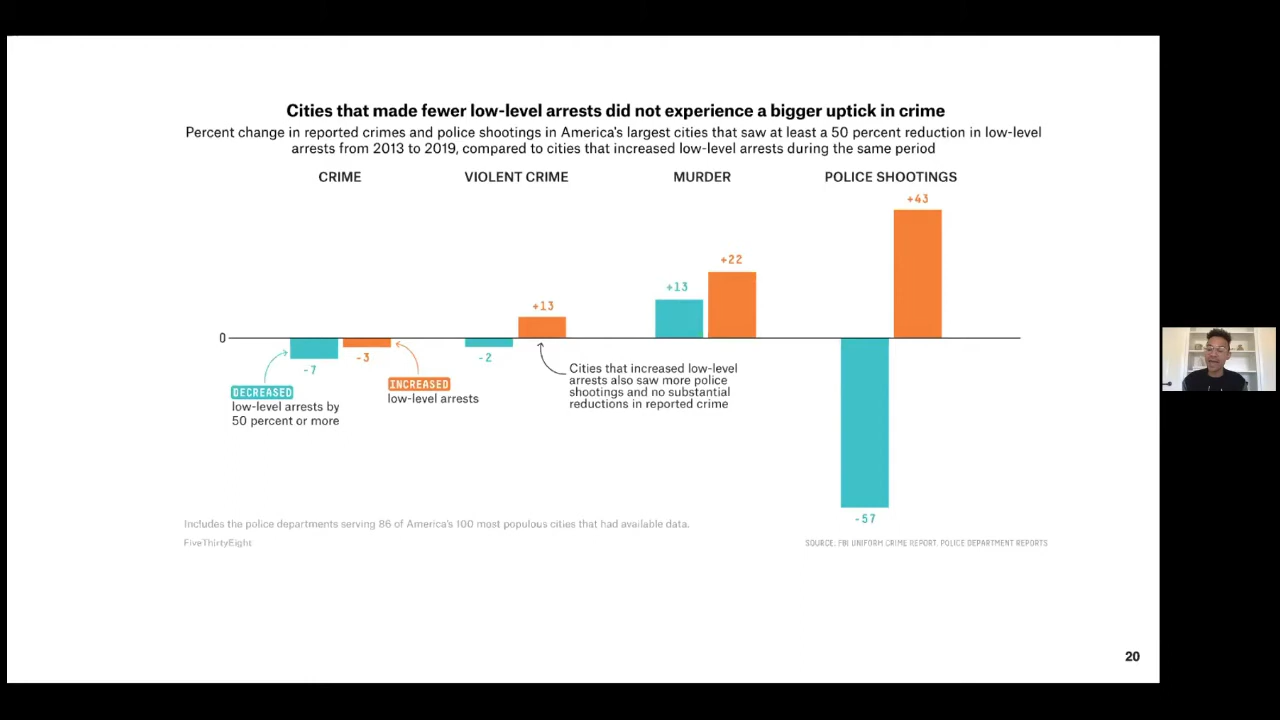 Cities that made fewer low-level arrests did not experience a bigger uptick in crime
Percent change in reported crimes and police shootings in America's largest cities that saw at least a 50 percent reduction in low-level
arrests from 2013 to 2019, compared to cities that increased low-level arrests during the same period
CRIME
VIOLENT CRIME
MURDER
POLICE SHOOTINGS
+43
+22
+13
+13
0
-3
-2
-7
-57
DECREASED
low-level arrests by
50 percent or more
INCREASED
low-level arrests
Cities that increased low-level
arrests also saw more police
shootings and no substantial
reductions in reported crime
Includes the police departments serving 86 of America's 100 most populous cities that had available data.
FiveThirtyEight
SOURCE: FBI UNIFORM CRIME REPORT, POLICE DEPARTMENT REPORTS
20